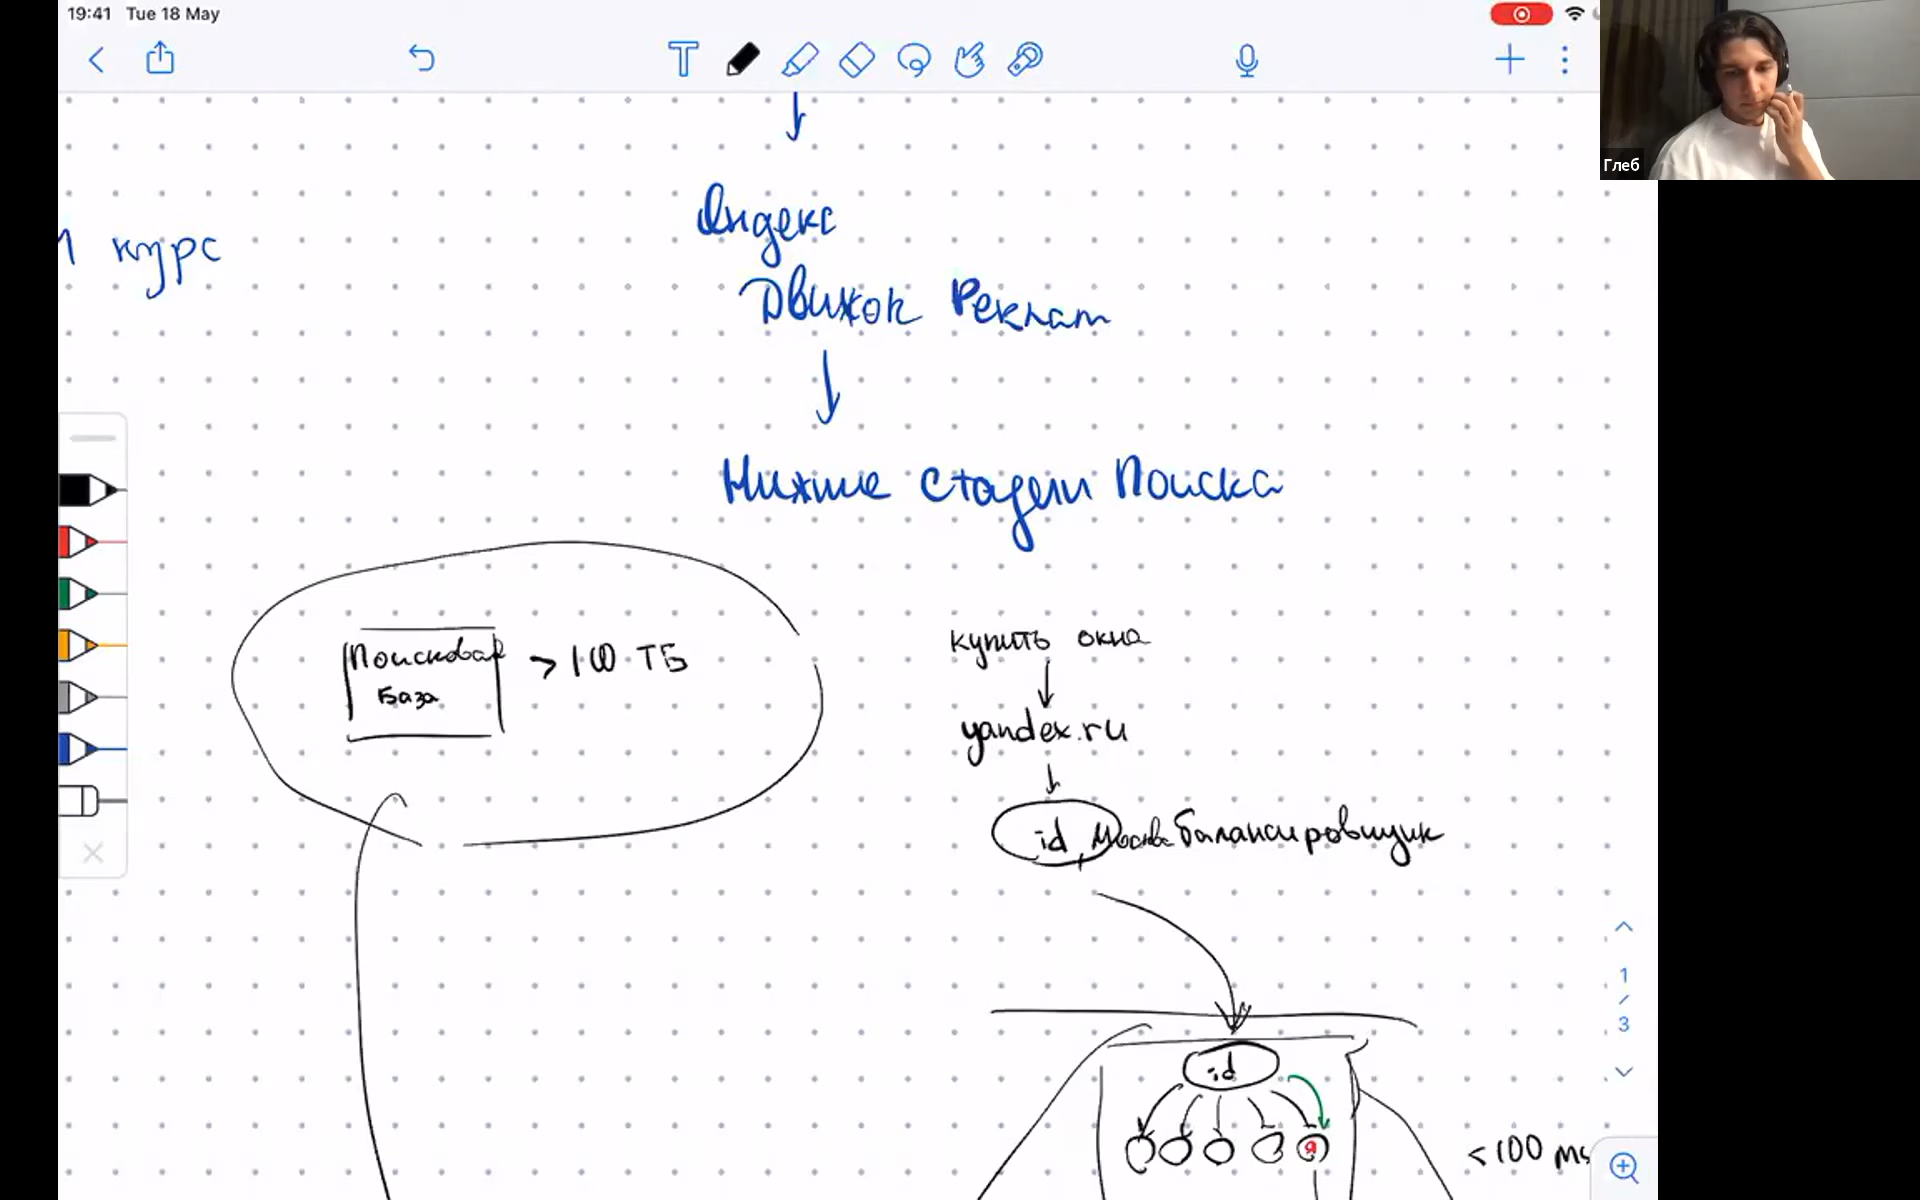 19:41 Tue 18 May
Глеб
1 курс
Яндекс
Движок Реклам
Нижние стадии Поиска
Поисковая
База
> 100 ТБ
купить окна
yandex.ru
id, Москва балансировщик
id
Я
< 100 ms
1
/
3